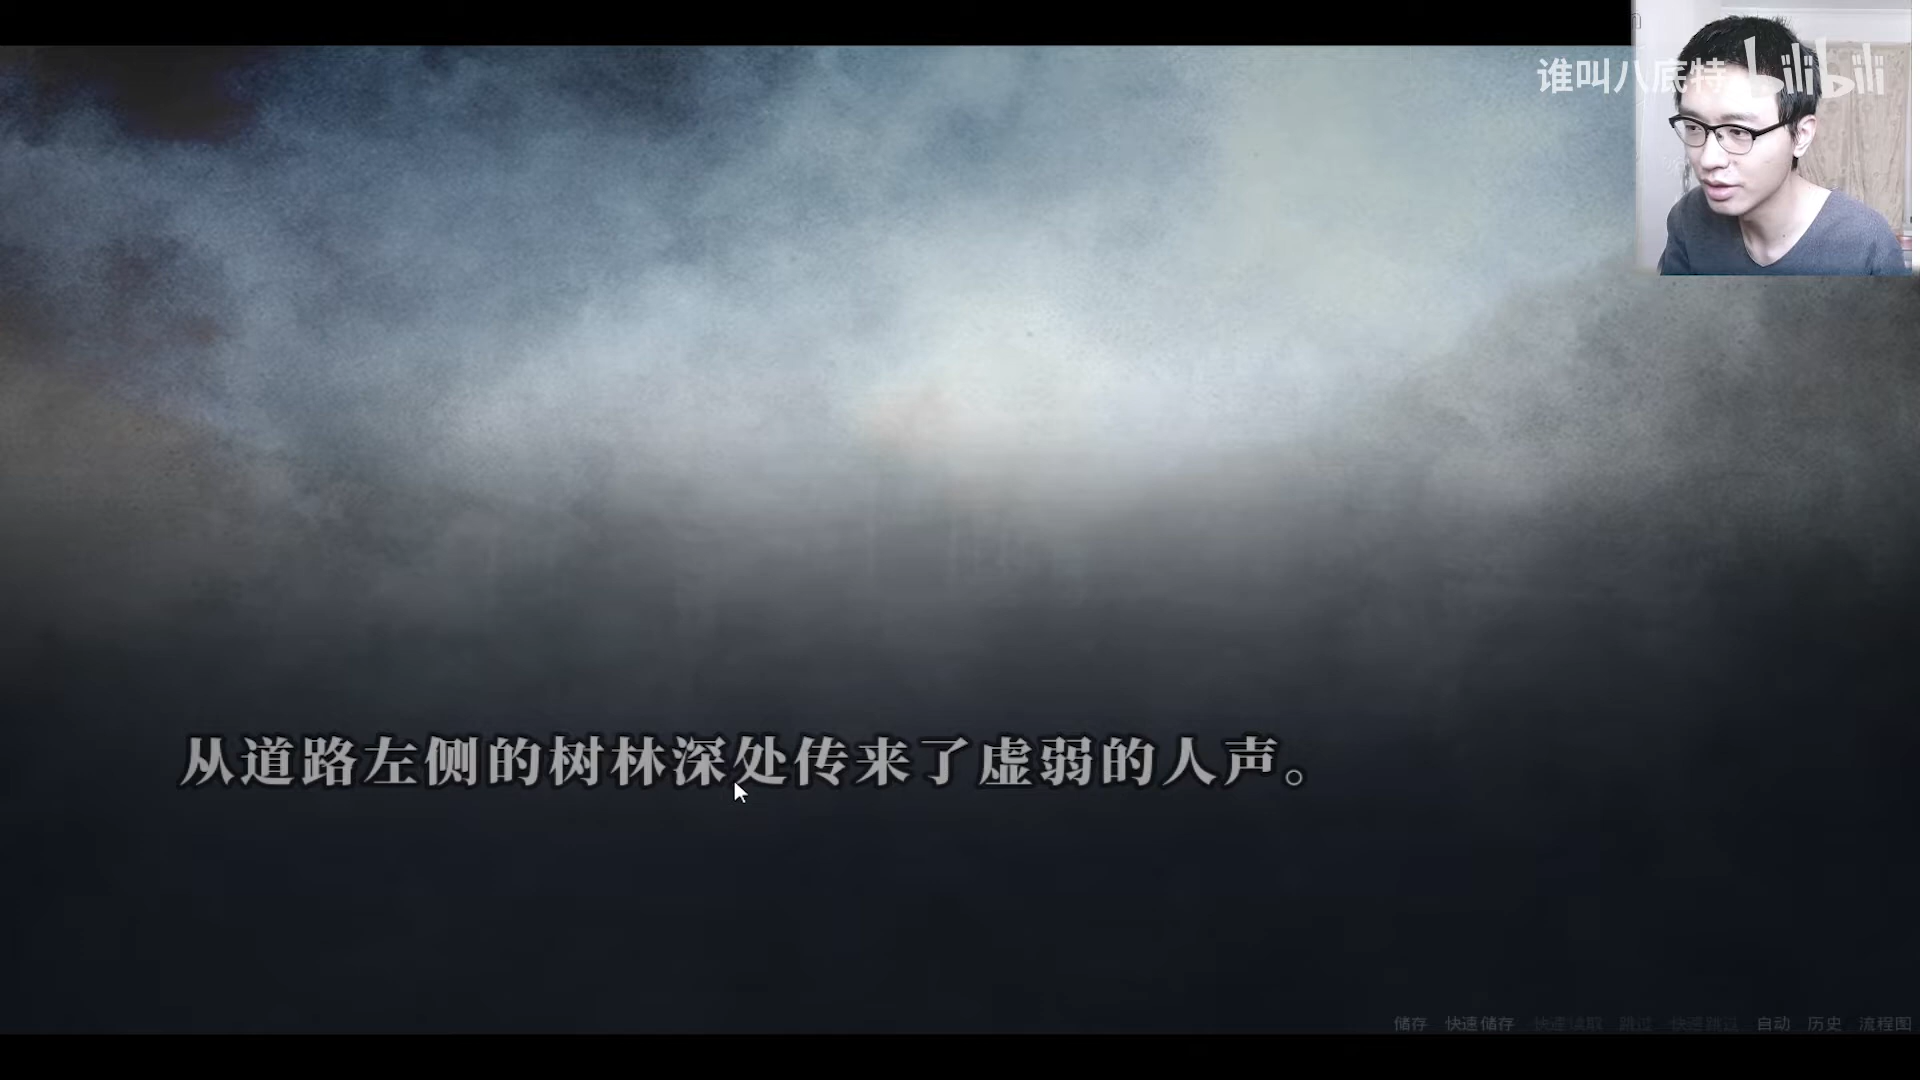 谁叫八底特 bilibili
从道路左侧的树林深处传来了虚弱的人声。
储存 快速储存 快速读取 跳过 快速跳过 自动 历史 流程图